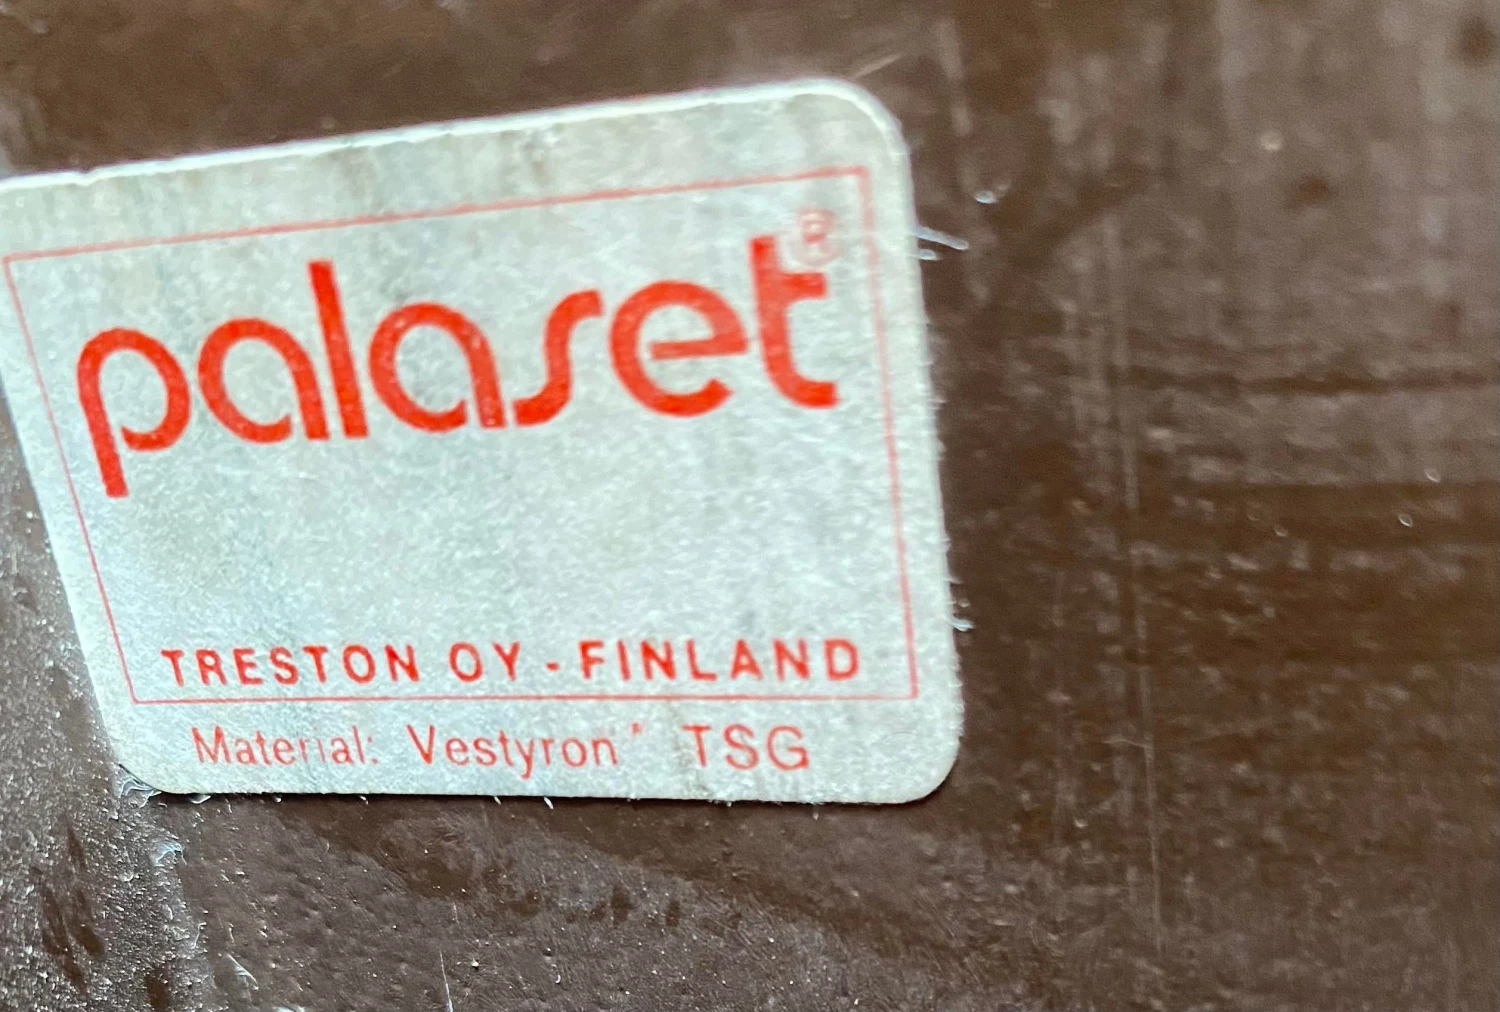 palaset®
TRESTON OY - FINLAND
Material: Vestyron* TSG